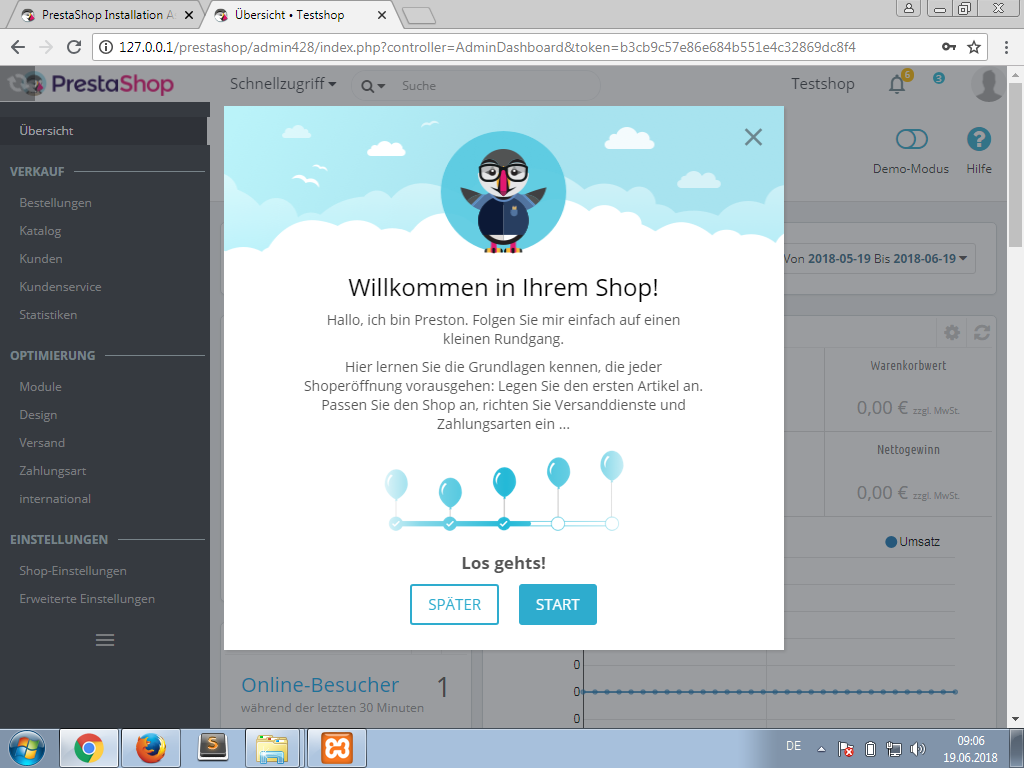 PrestaShop Installation A
Übersicht • Testshop
127.0.0.1/prestashop/admin428/index.php?controller=AdminDashboard&token=b3cb9c57e86e684b551e4c32869dc8f4
PrestaShop
Schnellzugriff
Suche
Testshop
6
3
Übersicht
VERKAUF
Bestellungen
Katalog
Kunden
Kundenservice
Statistiken
OPTIMIERUNG
Module
Design
Versand
Zahlungsart
international
EINSTELLUNGEN
Shop-Einstellungen
Erweiterte Einstellungen
Demo-Modus
Hilfe
Von 2018-05-19 Bis 2018-06-19
Willkommen in Ihrem Shop!
Hallo, ich bin Preston. Folgen Sie mir einfach auf einen
kleinen Rundgang.
Hier lernen Sie die Grundlagen kennen, die jeder
Shoperöffnung vorausgehen: Legen Sie den ersten Artikel an.
Passen Sie den Shop an, richten Sie Versanddienste und
Zahlungsarten ein ...
Los gehts!
SPÄTER
START
Warenkorbwert
0,00 € zzgl. MwSt.
Nettogewinn
0,00 € zzgl. MwSt.
Umsatz
0
0
0
Online-Besucher 1
während der letzten 30 Minuten
DE
09:06
19.06.2018